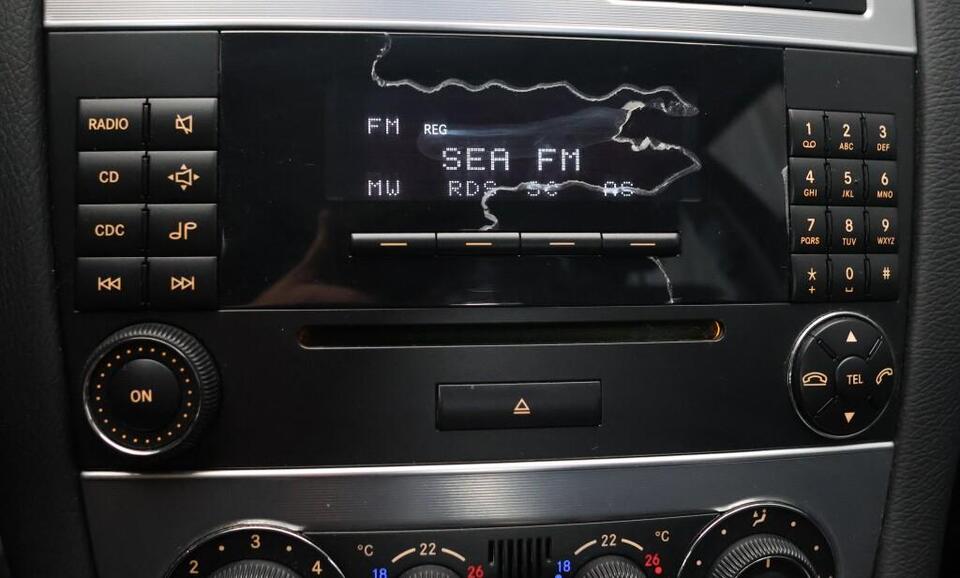 RADIO
CD
CDC
FM REG
SEA FM
MW RDS SC AS
1 2 ABC 3 DEF
4 GHI 5 JKL 6 MNO
7 PQRS 8 TUV 9 WXYZ
* + 0 #
ON
TEL
2 3 4
°C 22
18 26
22 °C
18 26